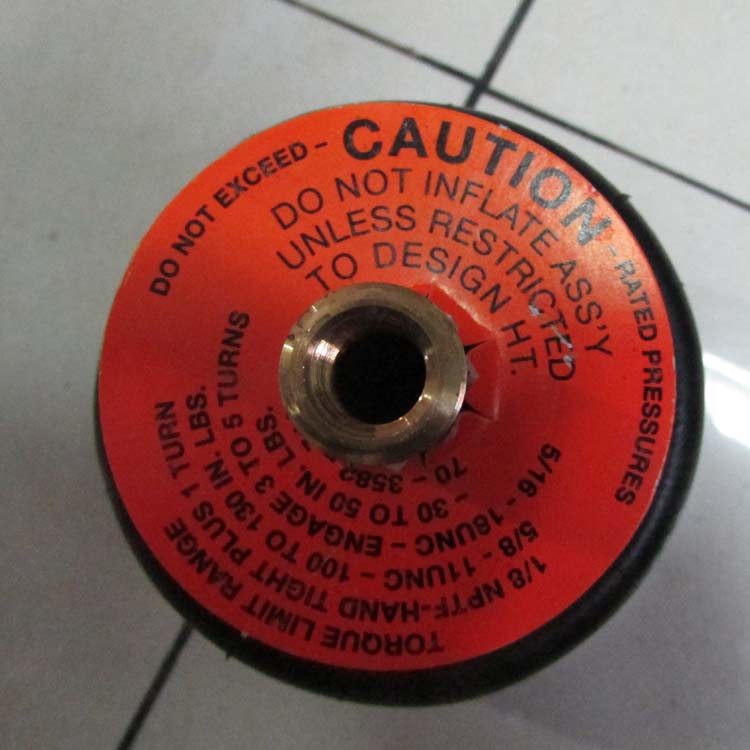 DO NOT EXCEED - CAUTION - RATED PRESSURES
DO NOT INFLATE ASS'Y
UNLESS RESTRICTED
TO DESIGN HT.
TORQUE LIMIT RANGE
1/8 NPTF-HAND TIGHT PLUS 1 TURN
5/8 - 11UNC - 100 TO 130 IN. LBS.
5/16 - 18UNC - ENGAGE 3 TO 5 TURNS
- 30 TO 50 IN. LBS.
70 - 3582